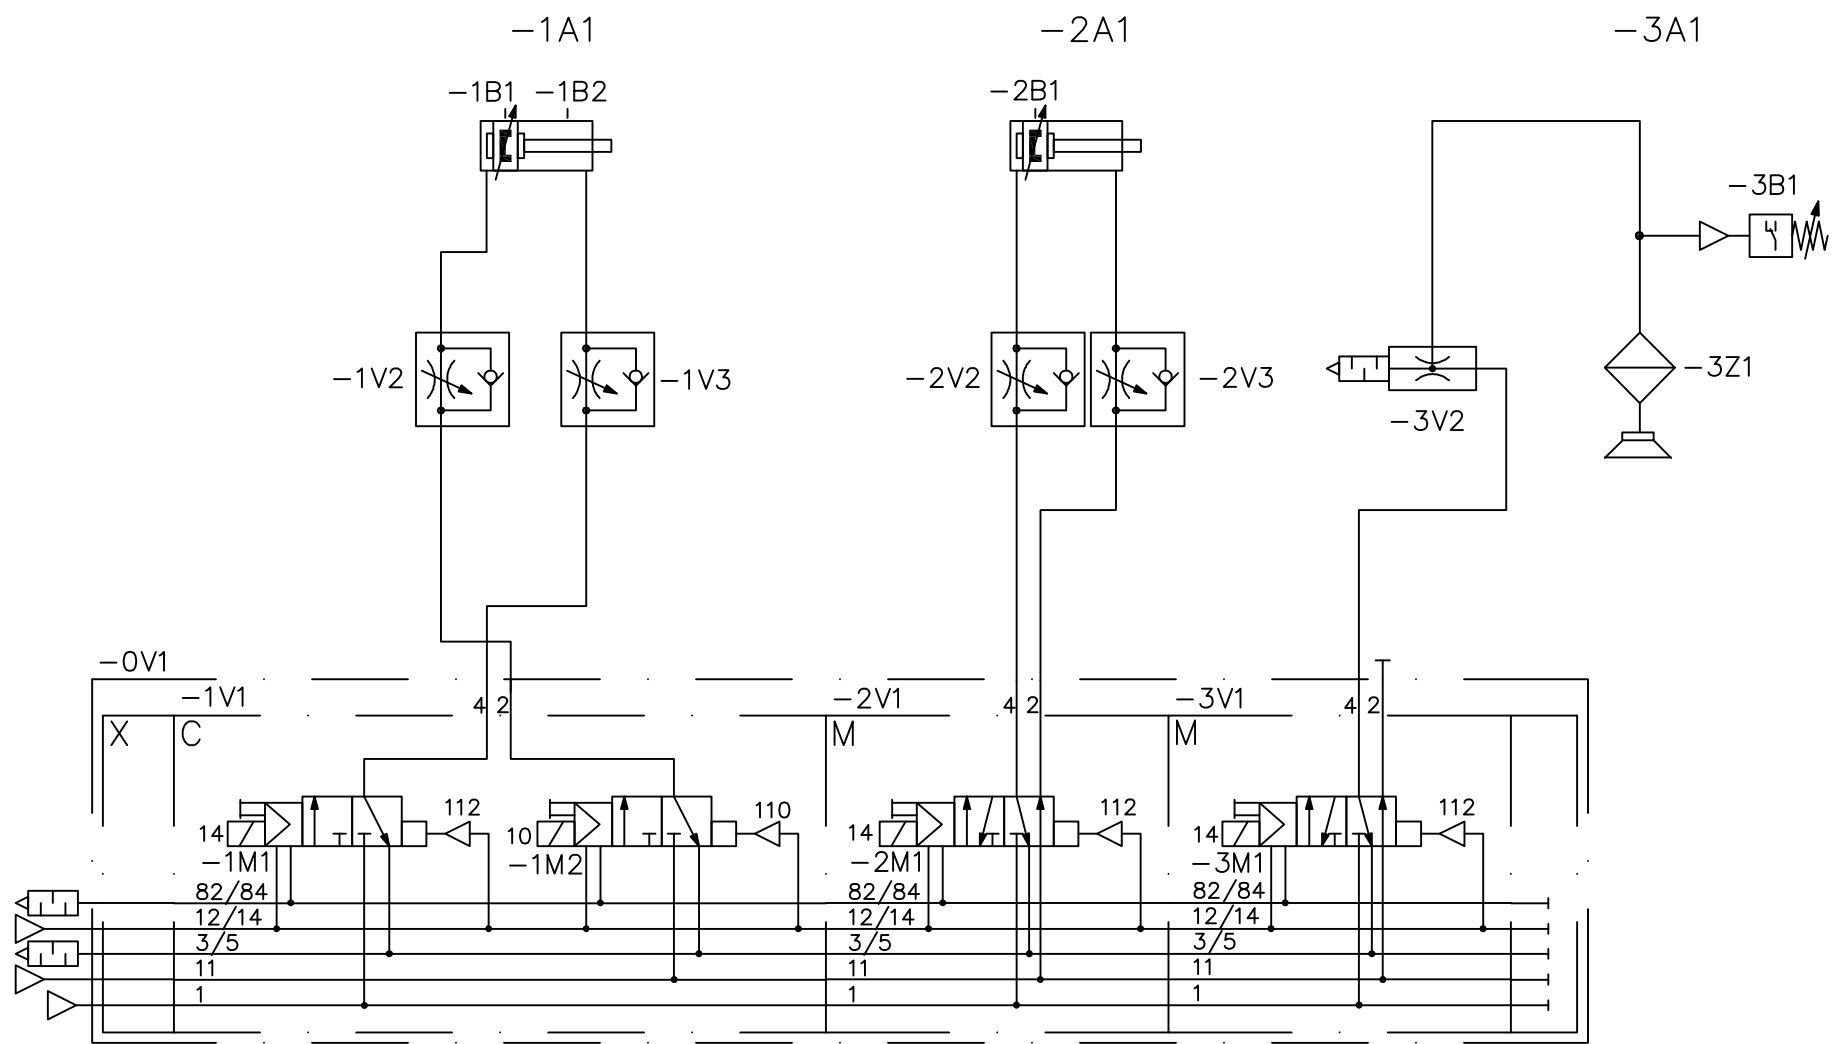 -1A1 -2A1 -3A1
-1B1 -1B2 -2B1
-3B1
-1V2 -1V3 -2V2 -2V3 -3Z1
-3V2
-0V1
-1V1 4 2 -2V1 4 2 -3V1 4 2
X C M M
112 110 112 112
14 10 14 14
-1M1 -1M2 -2M1 -3M1
82/84 82/84 82/84
12/14 12/14 12/14
3/5 3/5 3/5
11 11 11
1 1 1